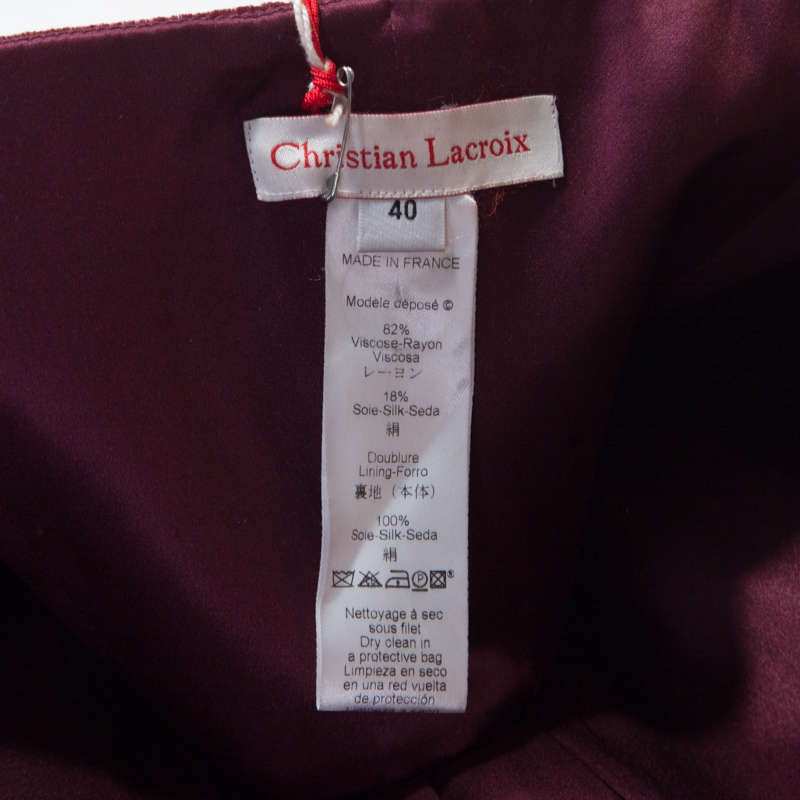 Christian Lacroix
40
MADE IN FRANCE
Modèle déposé ©
82%
Viscose-Rayon
Viscosa
レーヨン
18%
Soie-Silk-Seda
絹
Doublure
Lining-Forro
裏地 (本体)
100%
Soie-Silk-Seda
絹
Nettoyage à sec
sous filet
Dry clean in
a protective bag
Limpieza en seco
en una red vuelta
de protección